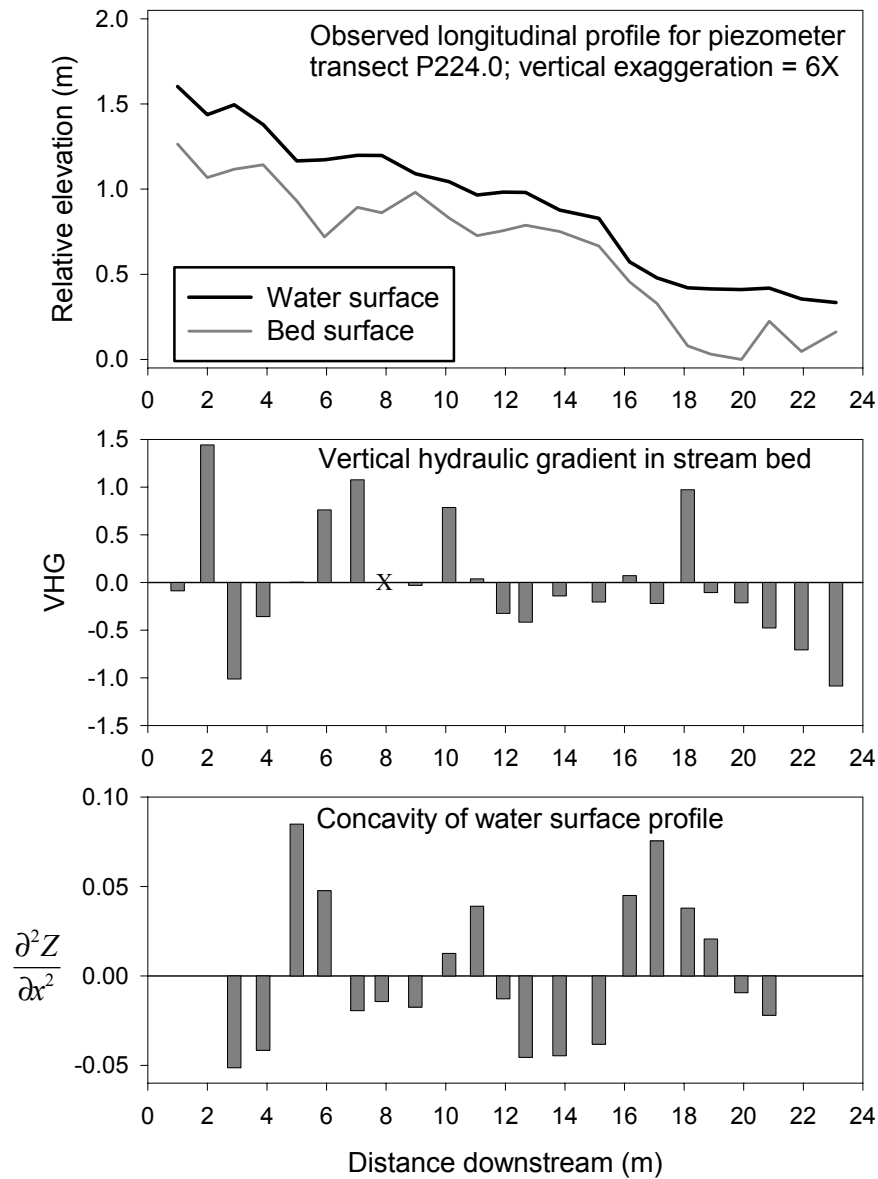 Observed longitudinal profile for piezometer
transect P224.0; vertical exaggeration = 6X
Relative elevation (m)
2.0
1.5
1.0
0.5
0.0
Water surface
Bed surface
0 2 4 6 8 10 12 14 16 18 20 22 24
Vertical hydraulic gradient in stream bed
VHG
1.5
1.0
0.5
0.0
-0.5
-1.0
-1.5
X
0 2 4 6 8 10 12 14 16 18 20 22 24
Concavity of water surface profile
∂²Z
∂x²
0.10
0.05
0.00
-0.05
0 2 4 6 8 10 12 14 16 18 20 22 24
Distance downstream (m)